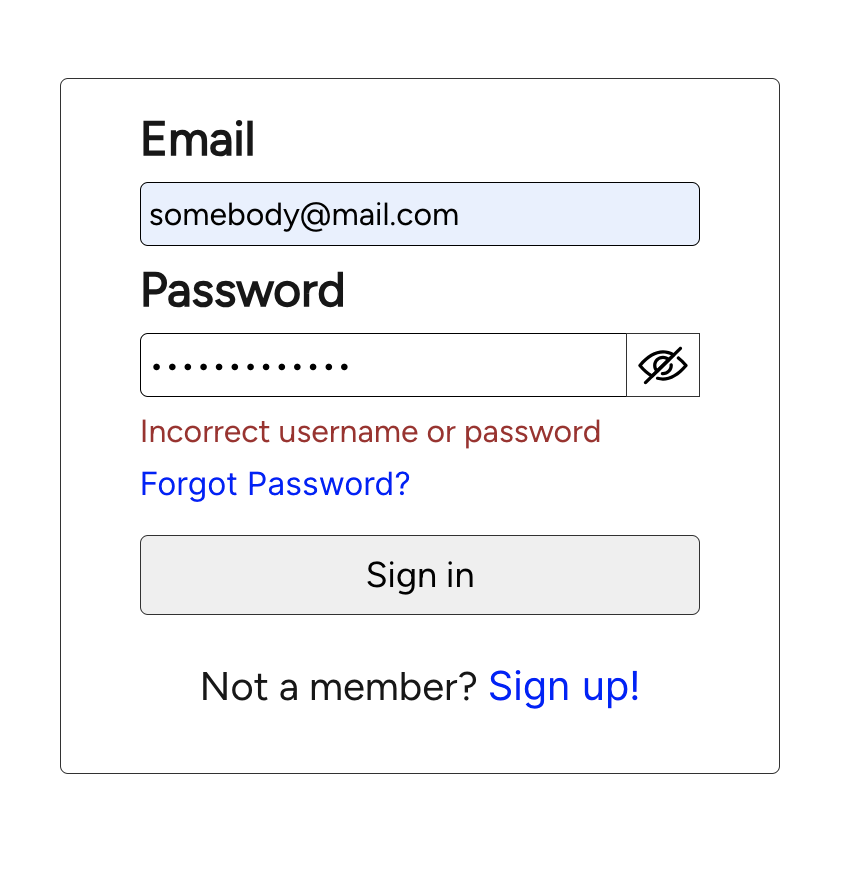 Email
somebody@mail.com
Password
•••••••••••••
Incorrect username or password
Forgot Password?
Sign in
Not a member? Sign up!